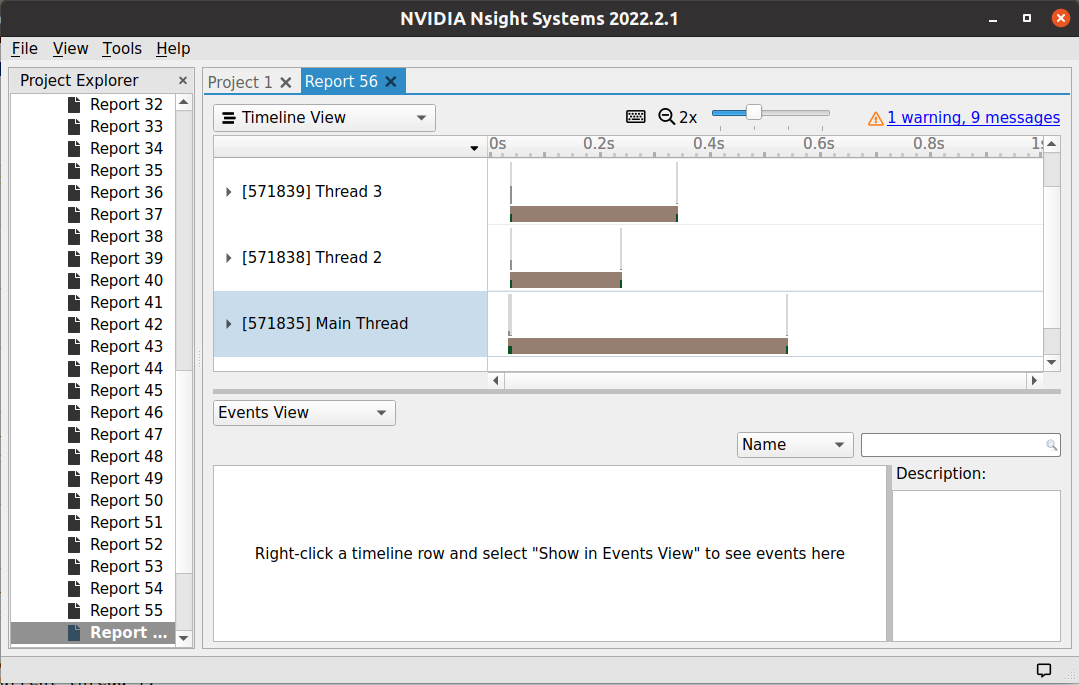 NVIDIA Nsight Systems 2022.2.1
File View Tools Help
Project Explorer
Report 32
Report 33
Report 34
Report 35
Report 36
Report 37
Report 38
Report 39
Report 40
Report 41
Report 42
Report 43
Report 44
Report 45
Report 46
Report 47
Report 48
Report 49
Report 50
Report 51
Report 52
Report 53
Report 54
Report 55
Report ...
Project 1
Report 56
Timeline View
2x
1 warning, 9 messages
0s 0.2s 0.4s 0.6s 0.8s 1s
[571839] Thread 3
[571838] Thread 2
[571835] Main Thread
Events View
Name
Right-click a timeline row and select "Show in Events View" to see events here
Description: